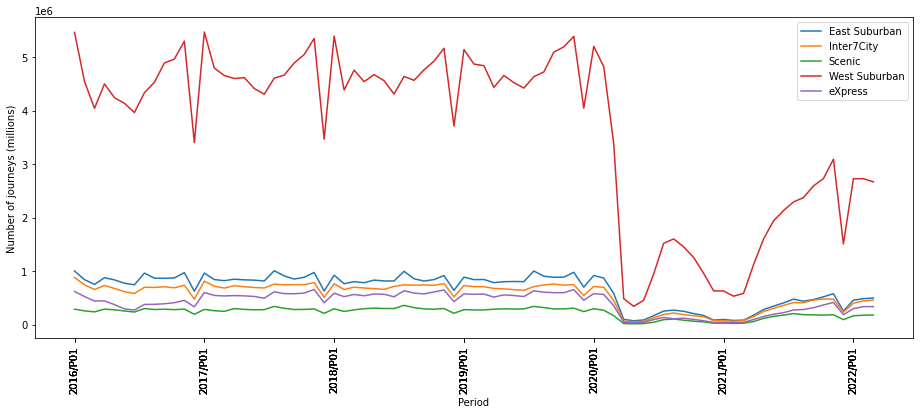 1e6
East Suburban
Inter7City
Scenic
West Suburban
eXpress
Number of journeys (millions)
5
4
3
2
1
0
2016/P01
2017/P01
2018/P01
2019/P01
2020/P01
2021/P01
2022/P01
Period